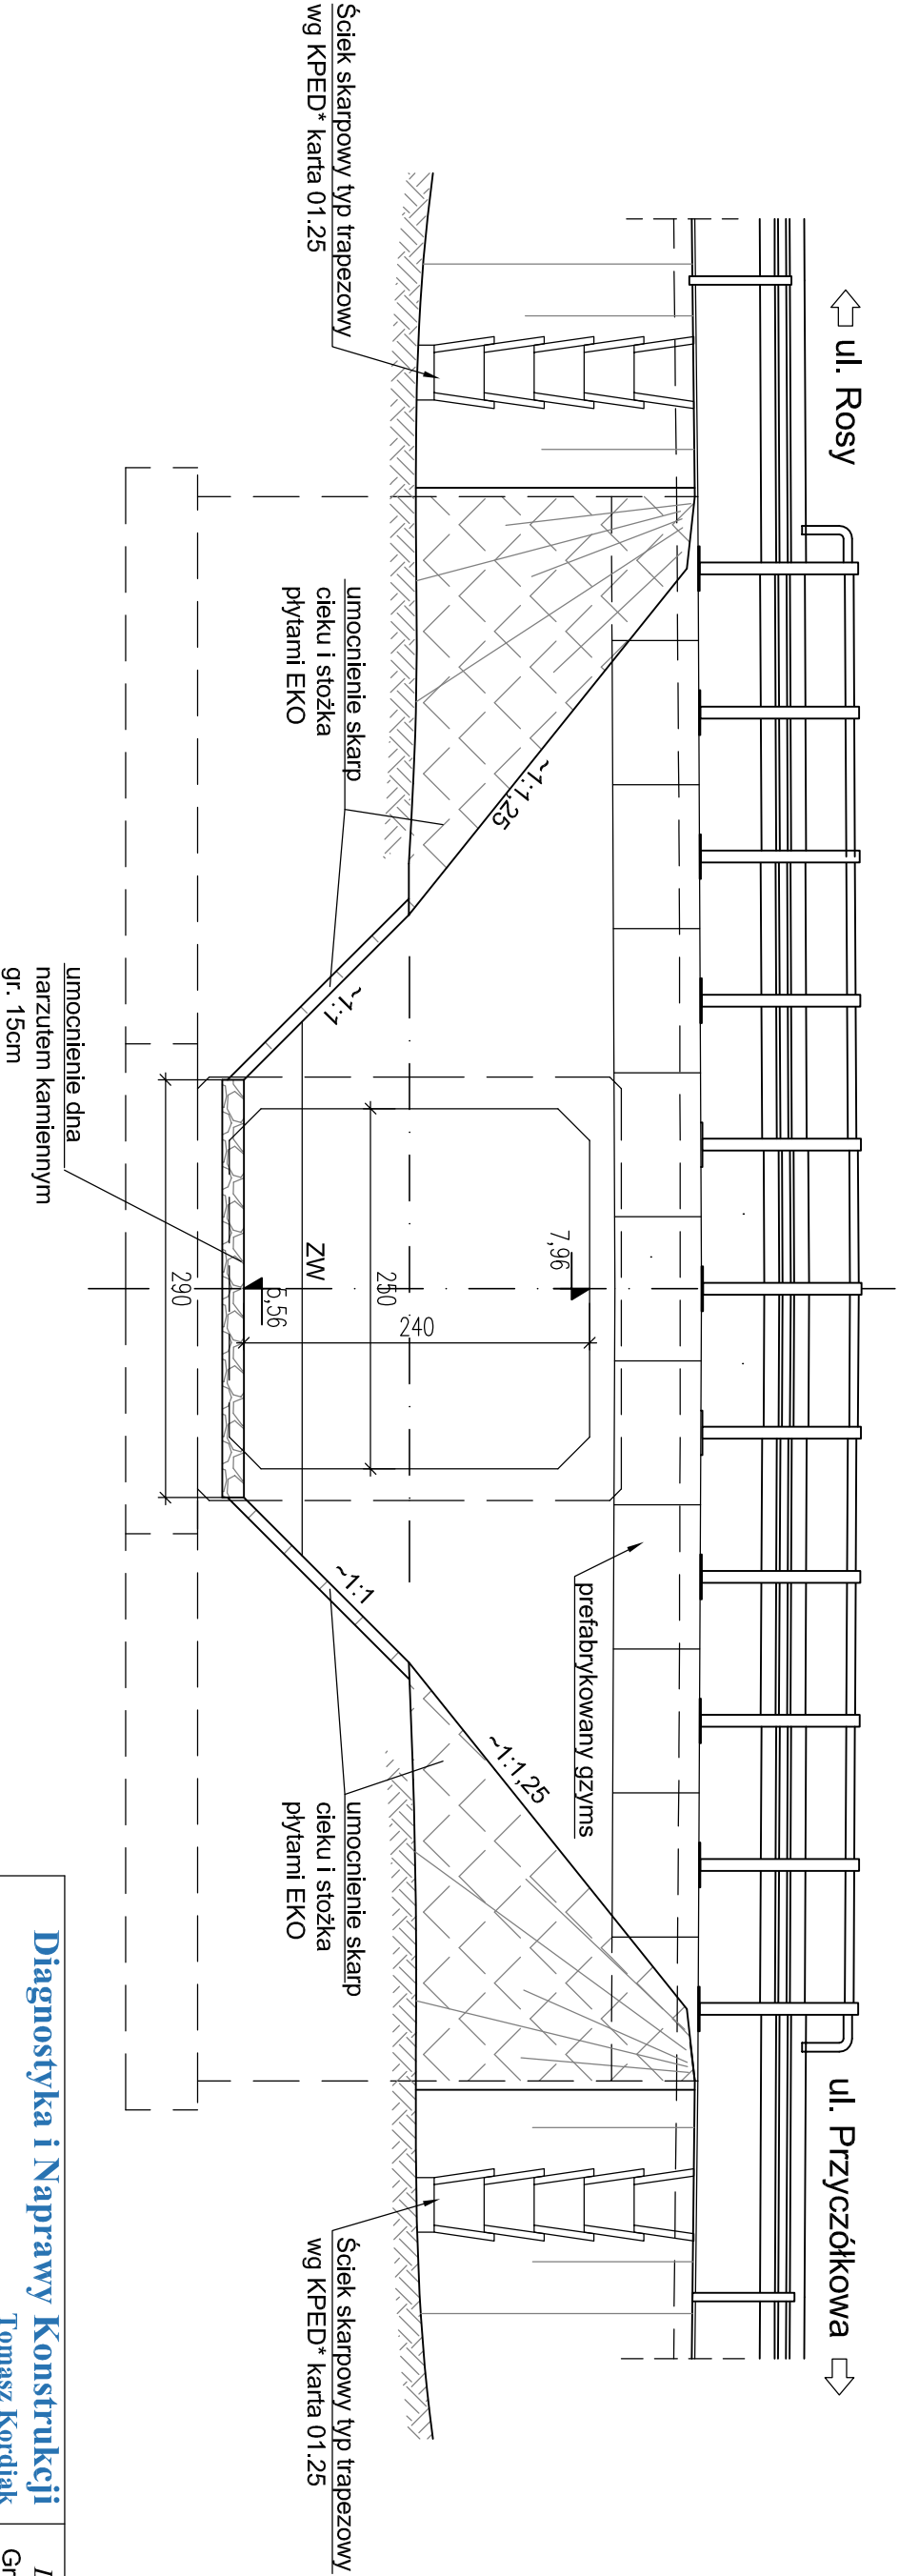 ul. Rosy
ul. Przyczółkowa
Ściek skarpowy typ trapezowy
wg KPED* karta 01.25
umocnienie skarp
cieku i stożka
płytami EKO
~1:1,25
~1:1
umocnienie dna
narzutem kamiennym
gr. 15cm
7,96
240
250
ZW
5,56
290
prefabrykowany gzyms
~1:1
~1:1,25
umocnienie skarp
cieku i stożka
płytami EKO
Ściek skarpowy typ trapezowy
wg KPED* karta 01.25
Diagnostyka i Naprawy Konstrukcji
Tomasz Kordjak